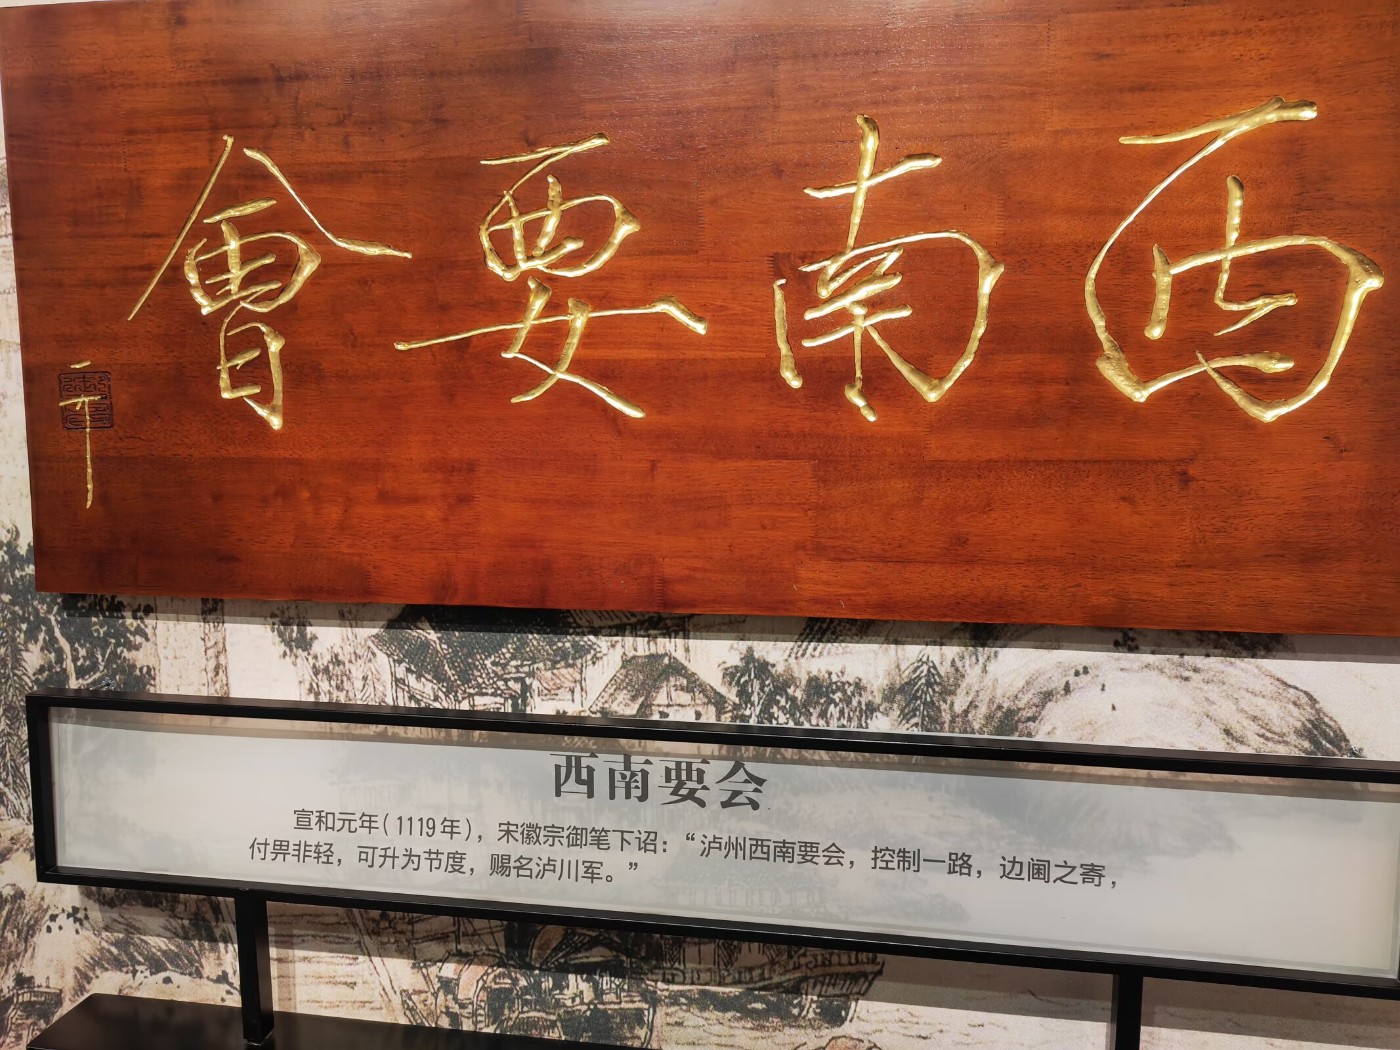 西南要會
西南要会
宣和元年(1119年)，宋徽宗御笔下诏：“泸州西南要会，控制一路，边阃之寄，
付畀非轻，可升为节度，赐名泸川军。”